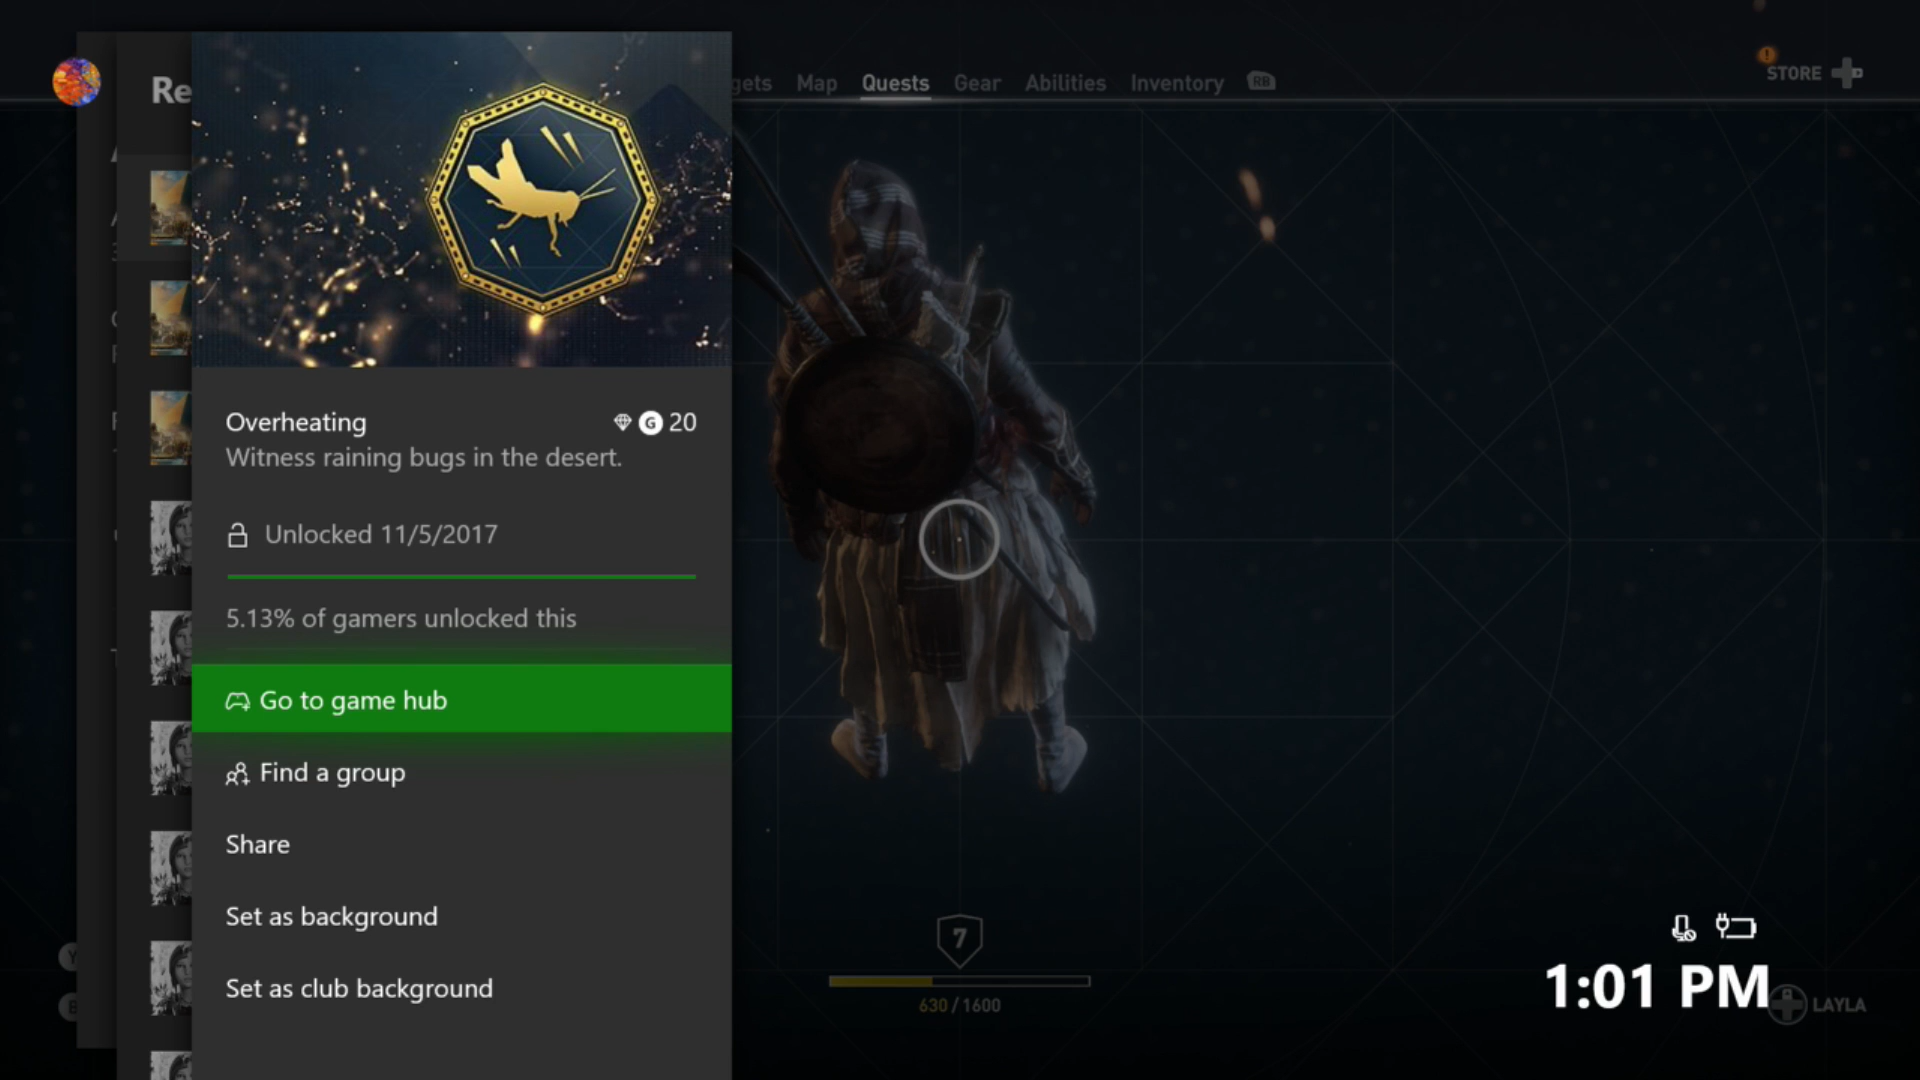 Re
gets
Map
Quests
Gear
Abilities
Inventory
RB
STORE
Overheating
G 20
Witness raining bugs in the desert.
Unlocked 11/5/2017
5.13% of gamers unlocked this
Go to game hub
Find a group
Share
Set as background
Set as club background
Y
B
7
630 / 1600
1:01 PM
LAYLA